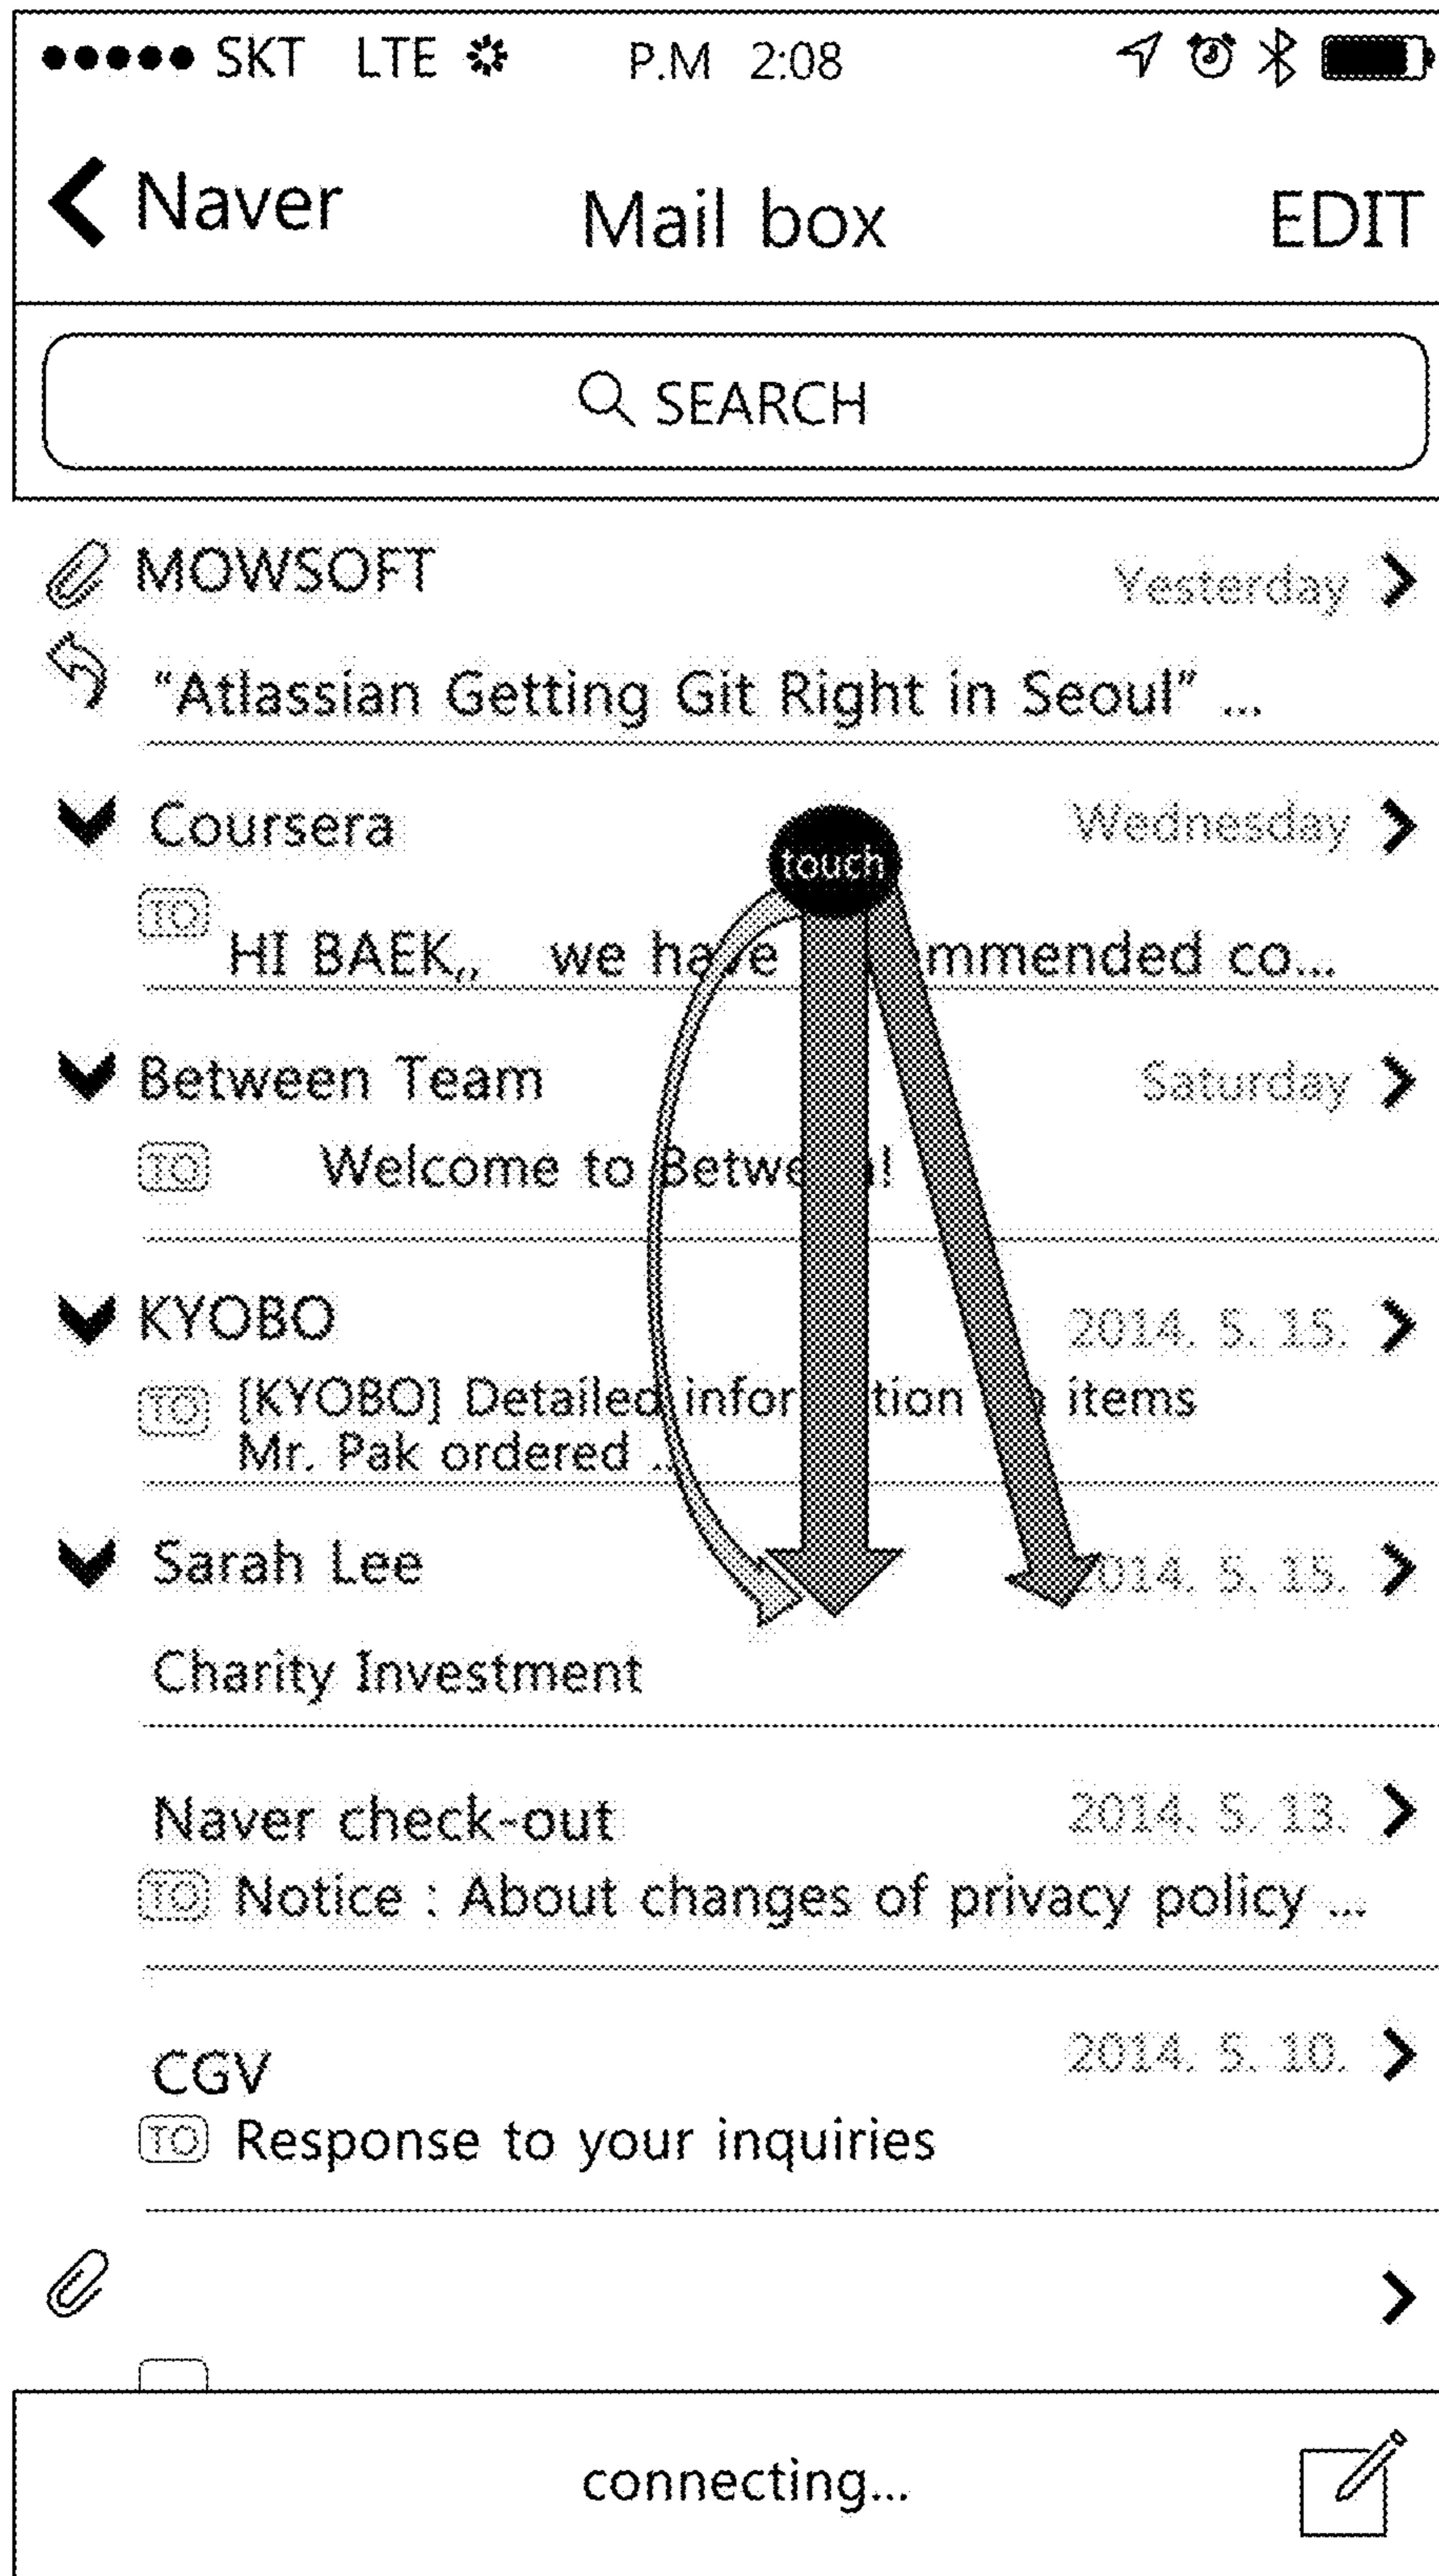 SKT LTE P.M 2:08
Naver Mail box EDIT
SEARCH
MOWSOFT Yesterday
“Atlassian Getting Git Right in Seoul” ...
Coursera Wednesday
touch
TO HI BAEK,, we have mmended co...
Between Team Saturday
TO Welcome to Betwe !
KYOBO 2014. 5. 15.
TO [KYOBO] Detailed infor tion items
Mr. Pak ordered ...
Sarah Lee 2014. 5. 15.
Charity Investment
Naver check-out 2014. 5. 13.
TO Notice : About changes of privacy policy ...
CGV 2014. 5. 10.
TO Response to your inquiries
connecting...